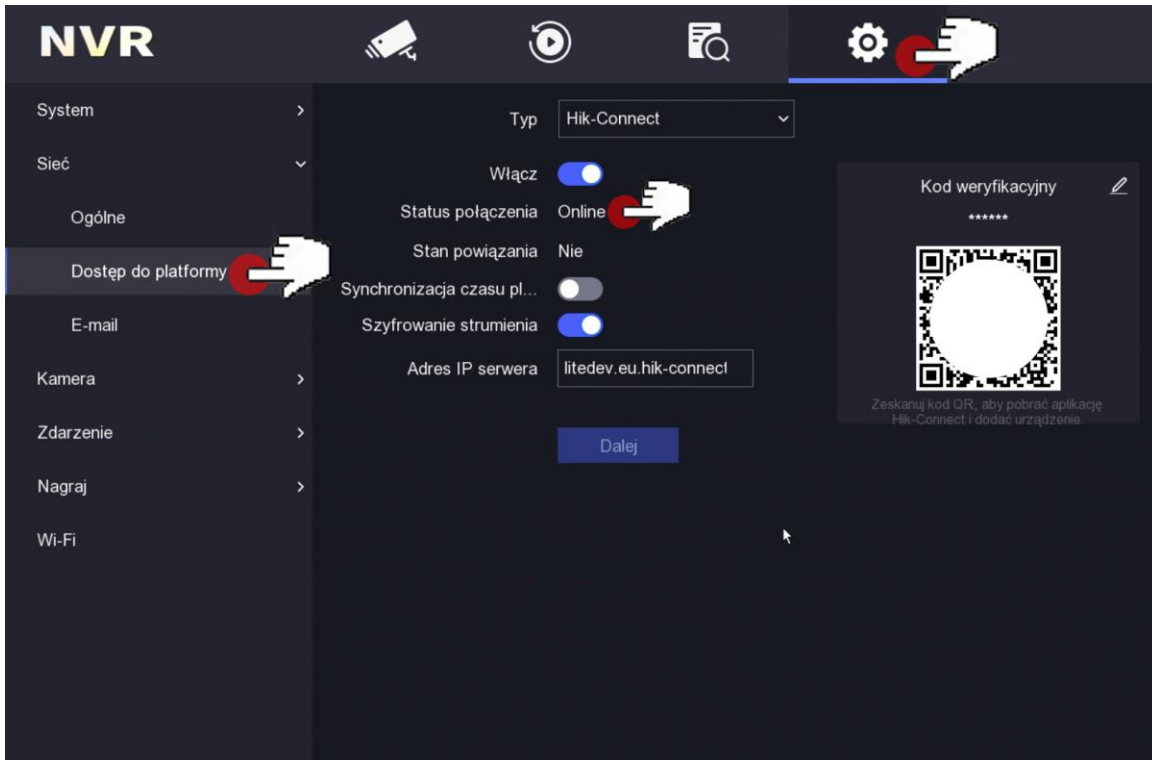 NVR
System
Sieć
Ogólne
Dostęp do platformy
E-mail
Kamera
Zdarzenie
Nagraj
Wi-Fi
Typ Hik-Connect
Włącz
Status połączenia Online
Stan powiązania Nie
Synchronizacja czasu pl...
Szyfrowanie strumienia
Adres IP serwera litedev.eu.hik-connect
Dalej
Kod weryfikacyjny
******
Zeskanuj kod QR, aby pobrać aplikację
Hik-Connect i dodać urządzenie.